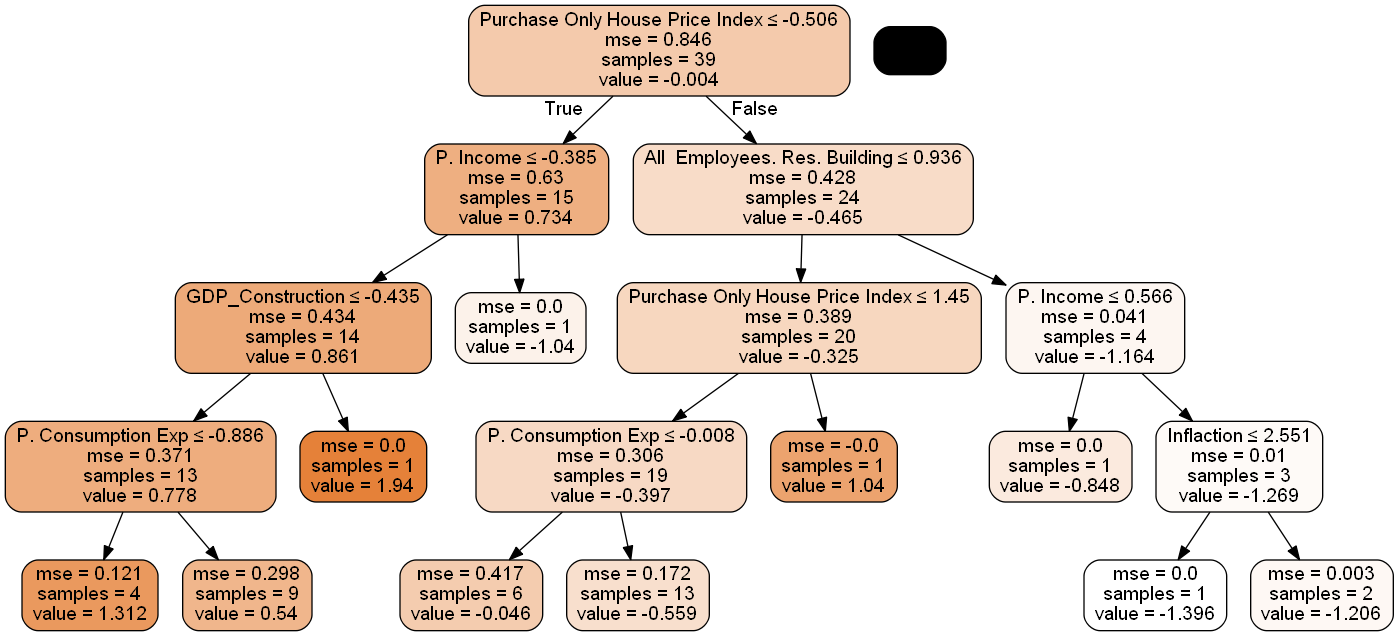 Purchase Only House Price Index ≤ -0.506
mse = 0.846
samples = 39
value = -0.004
True
False
P. Income ≤ -0.385
mse = 0.63
samples = 15
value = 0.734
All  Employees. Res. Building ≤ 0.936
mse = 0.428
samples = 24
value = -0.465
GDP_Construction ≤ -0.435
mse = 0.434
samples = 14
value = 0.861
mse = 0.0
samples = 1
value = -1.04
Purchase Only House Price Index ≤ 1.45
mse = 0.389
samples = 20
value = -0.325
P. Income ≤ 0.566
mse = 0.041
samples = 4
value = -1.164
P. Consumption Exp ≤ -0.886
mse = 0.371
samples = 13
value = 0.778
mse = 0.0
samples = 1
value = 1.94
P. Consumption Exp ≤ -0.008
mse = 0.306
samples = 19
value = -0.397
mse = -0.0
samples = 1
value = 1.04
mse = 0.0
samples = 1
value = -0.848
Inflaction ≤ 2.551
mse = 0.01
samples = 3
value = -1.269
mse = 0.121
samples = 4
value = 1.312
mse = 0.298
samples = 9
value = 0.54
mse = 0.417
samples = 6
value = -0.046
mse = 0.172
samples = 13
value = -0.559
mse = 0.0
samples = 1
value = -1.396
mse = 0.003
samples = 2
value = -1.206